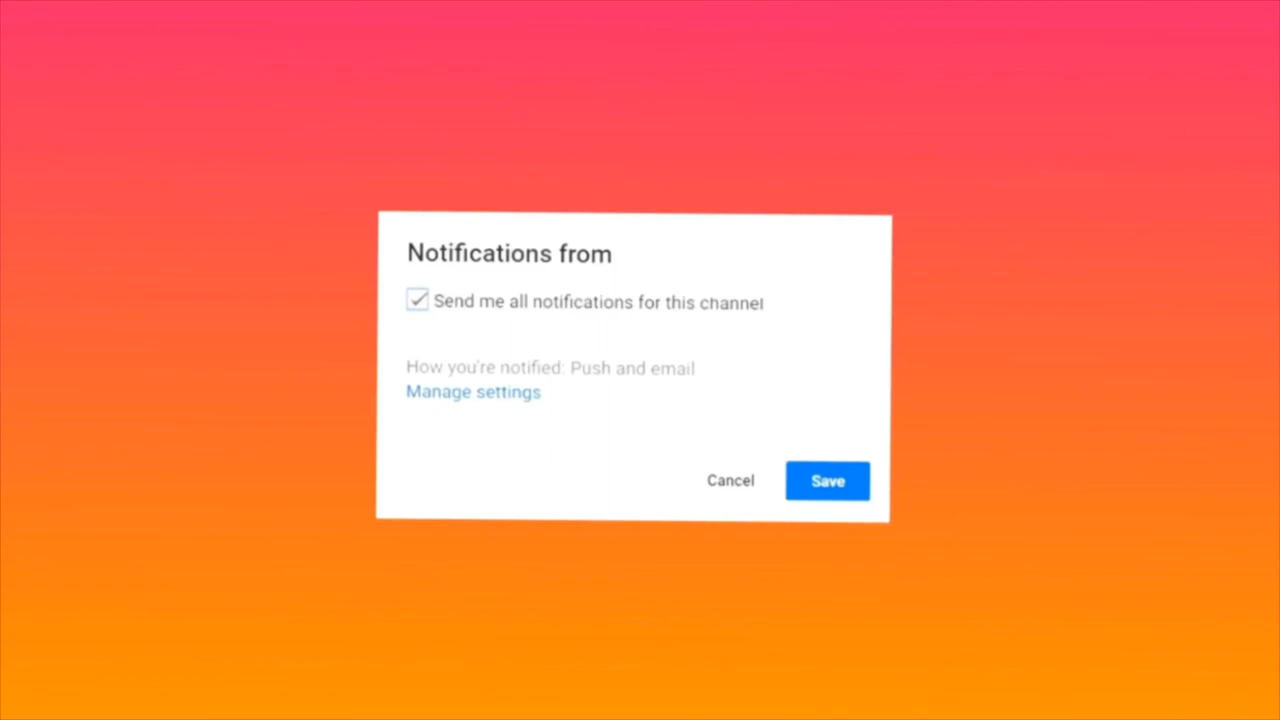 Notifications from
Send me all notifications for this channel
How you're notified: Push and email
Manage settings
Cancel
Save